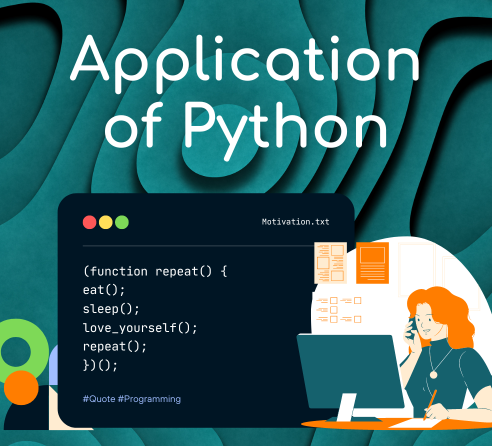 Application
of Python
Motivation.txt
(function repeat() {
eat();
sleep();
love_yourself();
repeat();
})();
#Quote #Programming